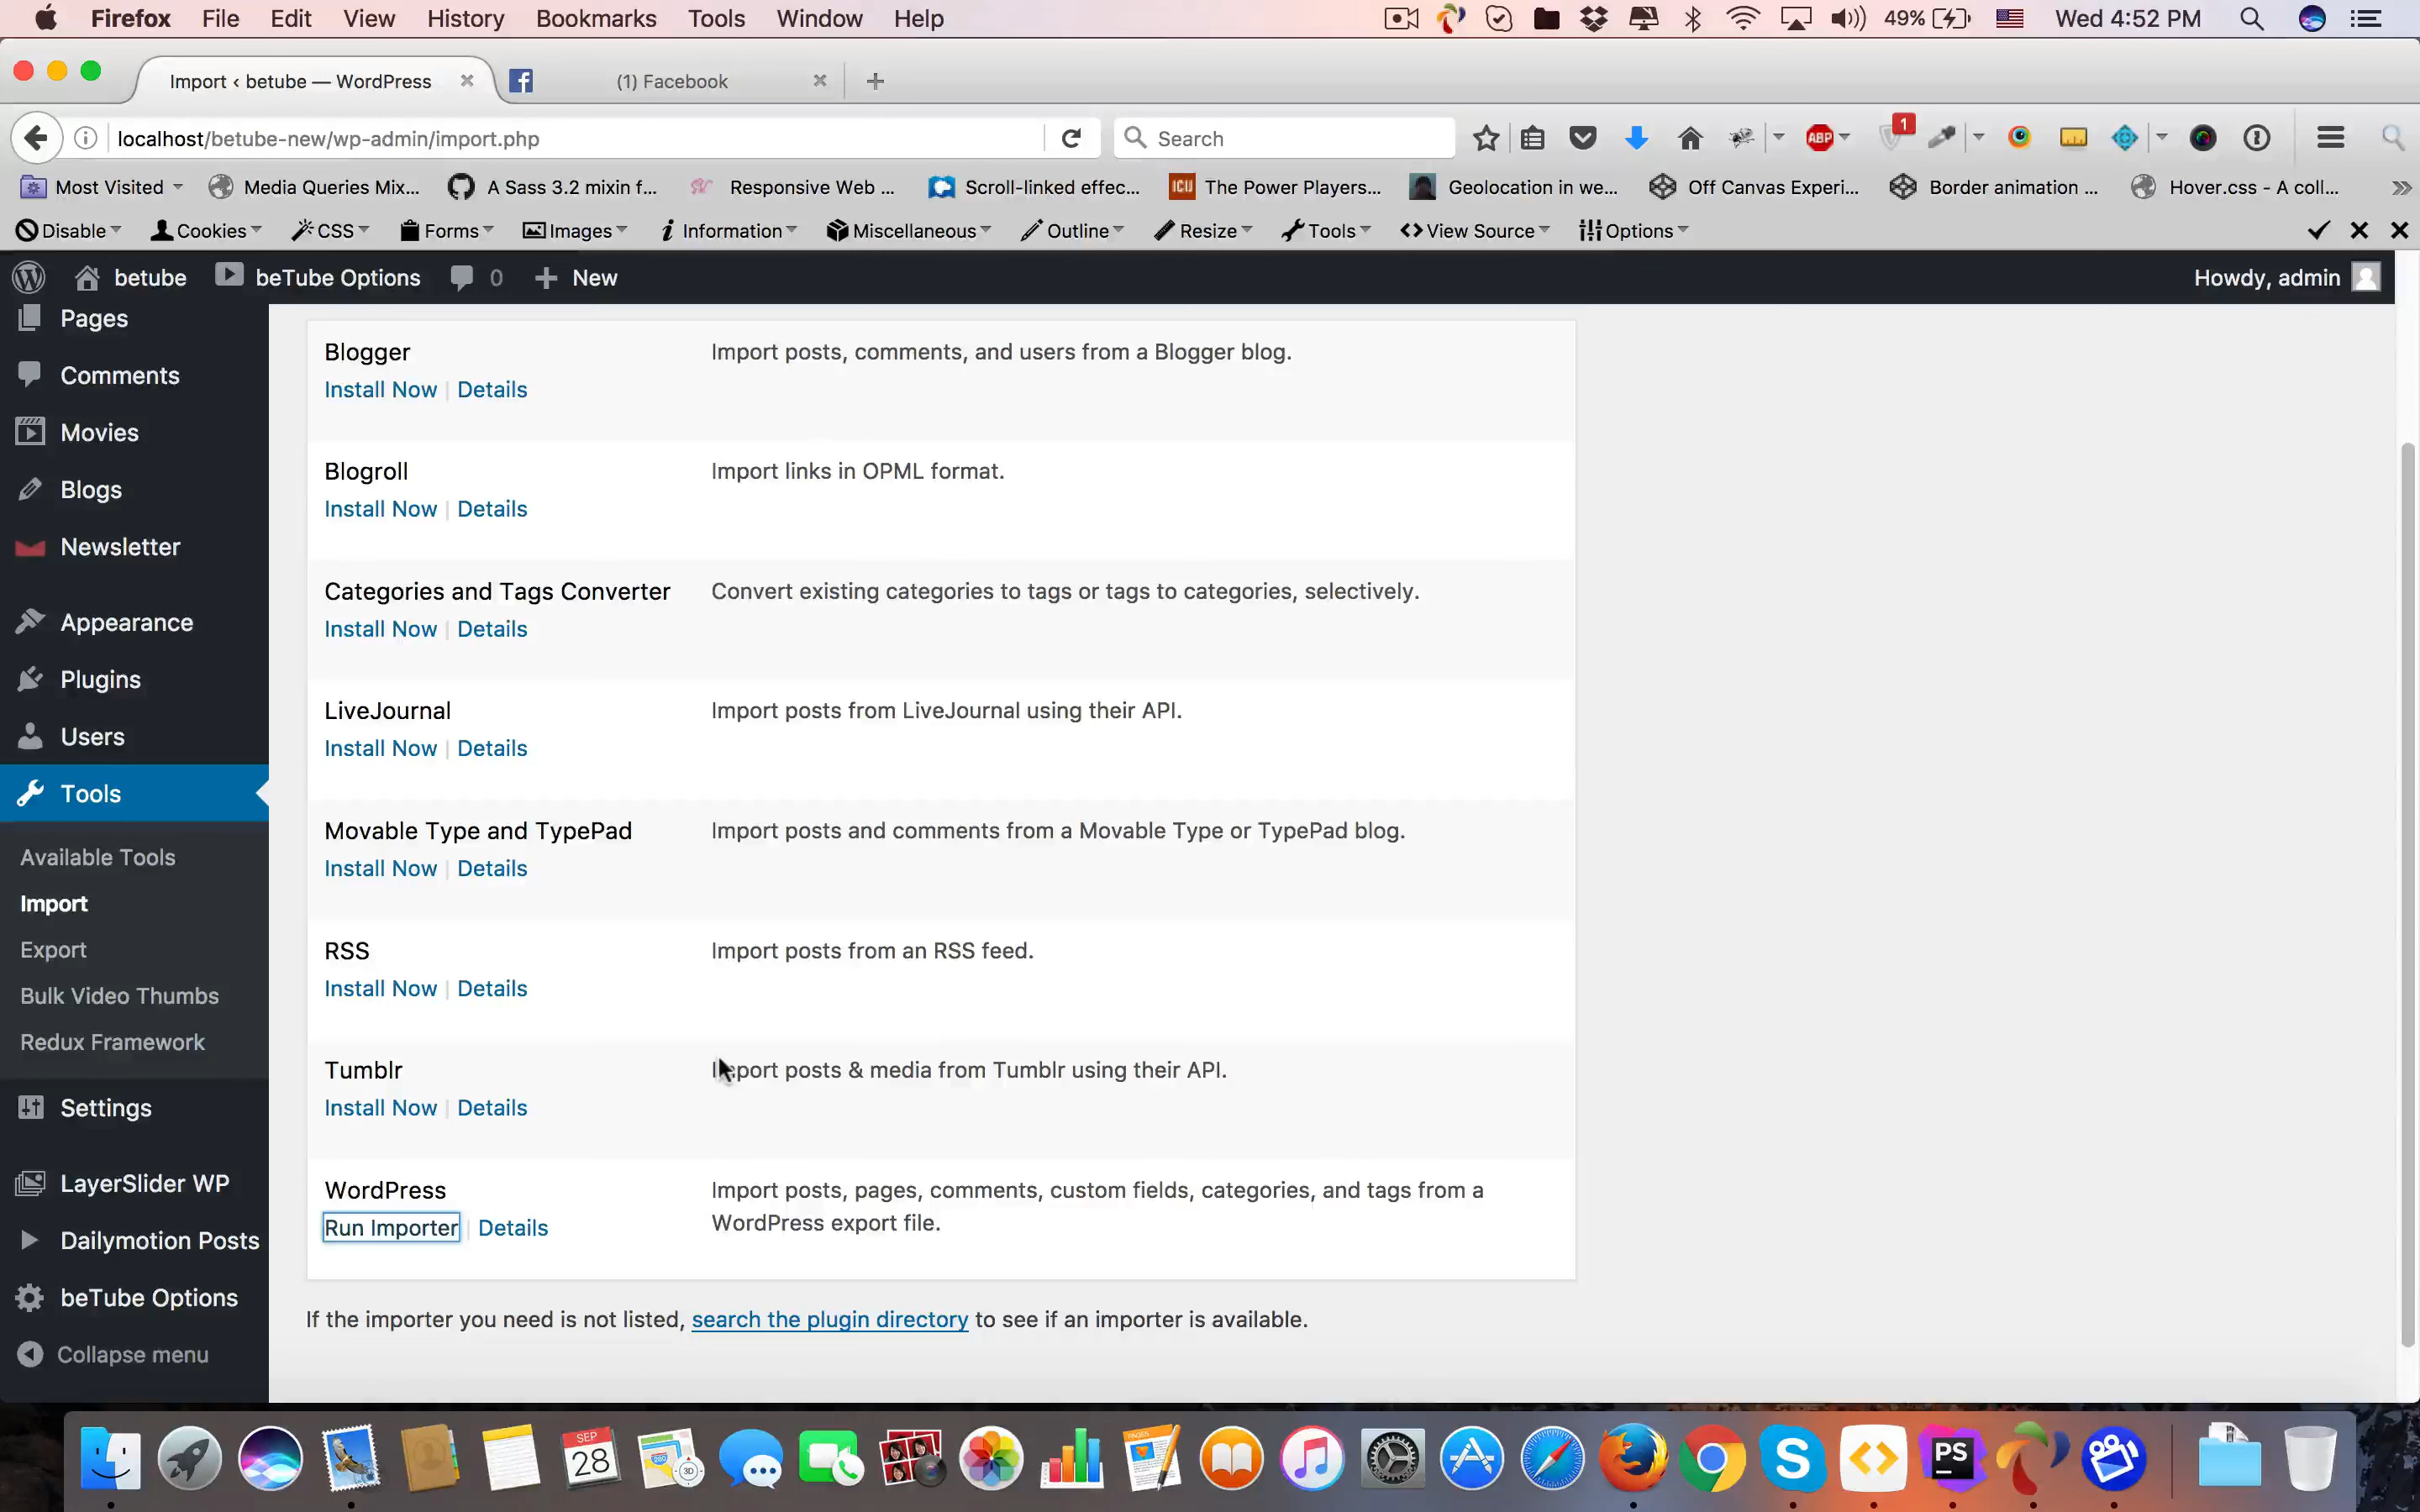 Firefox File Edit View History Bookmarks Tools Window Help 49% Wed 4:52 PM
Import ‹ betube — WordPress (1) Facebook
localhost/betube-new/wp-admin/import.php Search ABP 1
Most Visited Media Queries Mix... A Sass 3.2 mixin f... Responsive Web ... Scroll-linked effec... ICU The Power Players... Geolocation in we... Off Canvas Experi... Border animation ... Hover.css - A coll...
Disable Cookies CSS Forms Images Information Miscellaneous Outline Resize Tools View Source Options
betube beTube Options 0 New Howdy, admin
Pages
Comments
Movies
Blogs
Newsletter
Appearance
Plugins
Users
Tools
Available Tools
Import
Export
Bulk Video Thumbs
Redux Framework
Settings
LayerSlider WP
Dailymotion Posts
beTube Options
Collapse menu
Blogger Import posts, comments, and users from a Blogger blog.
Install Now | Details
Blogroll Import links in OPML format.
Install Now | Details
Categories and Tags Converter Convert existing categories to tags or tags to categories, selectively.
Install Now | Details
LiveJournal Import posts from LiveJournal using their API.
Install Now | Details
Movable Type and TypePad Import posts and comments from a Movable Type or TypePad blog.
Install Now | Details
RSS Import posts from an RSS feed.
Install Now | Details
Tumblr Import posts & media from Tumblr using their API.
Install Now | Details
WordPress Import posts, pages, comments, custom fields, categories, and tags from a
WordPress export file.
Run Importer | Details
If the importer you need is not listed, search the plugin directory to see if an importer is available.
SEP
28
3D
PAGES
PS